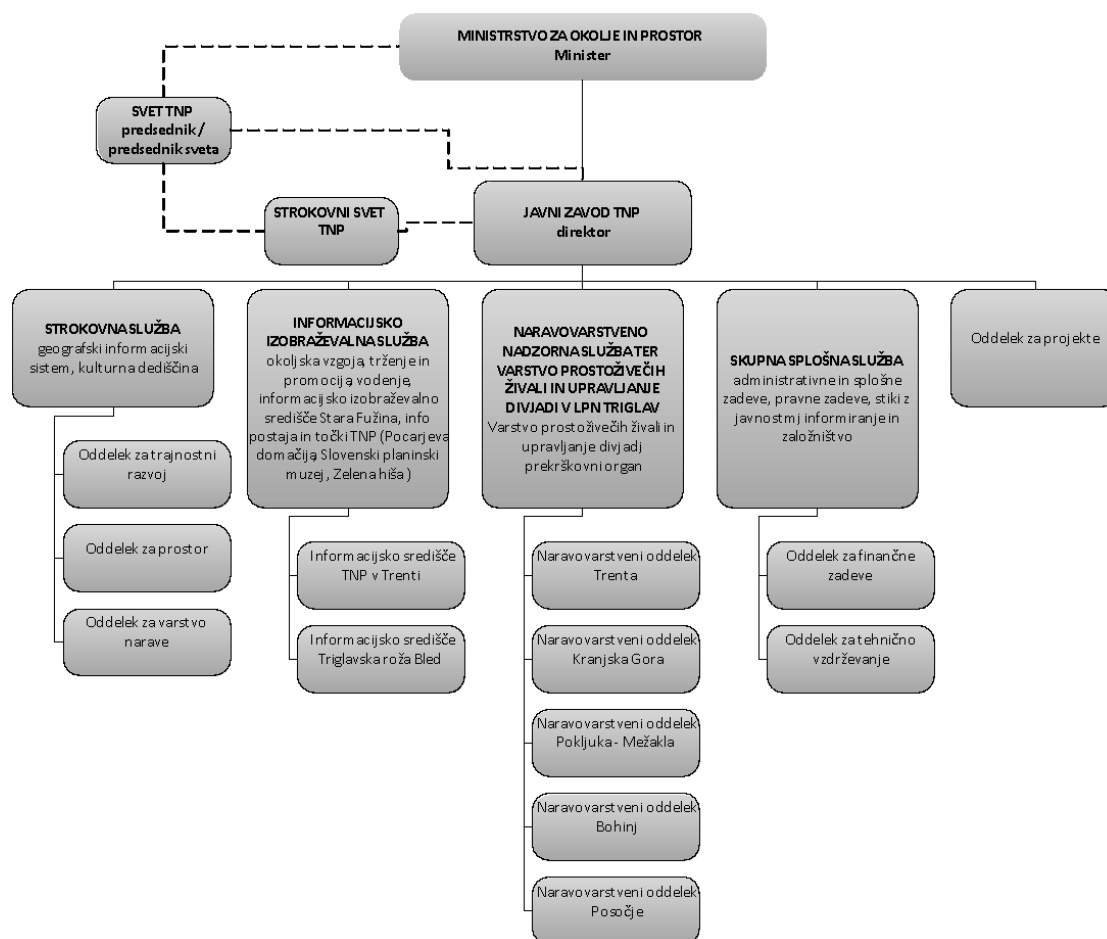 MINISTRSTVO ZA OKOLJE IN PROSTOR
Minister
SVET TNP
predsednik /
predsednik sveta
STROKOVNI SVET
TNP
JAVNI ZAVOD TNP
direktor
STROKOVNA SLUŽBA
geografski informacijski
sistem, kulturna dediščina
Oddelek za trajnostni
razvoj
Oddelek za prostor
Oddelek za varstvo
narave
INFORMACIJSKO
IZOBRAŽEVALNA SLUŽBA
okoljska vzgoja, trženje in
promocija, vodenje,
informacijsko izobraževalno
središče Stara Fužina, info
postaja in točki TNP (Pocarjeva
domačija, Slovenski planinski
muzej, Zelena hiša)
Informacijsko središče
TNP v Trenti
Informacijsko središče
Triglavska roža Bled
NARAVOVARSTVENO
NADZORNA SLUŽBA TER
VARSTVO PROSTOŽIVEČIH
ŽIVALI IN UPRAVLJANJE
DIVJADI V LPN TRIGLAV
Varstvo prostoživečih živali in
upravljanje divjadi,
prekrškovni organ
Naravovarstveni oddelek
Trenta
Naravovarstveni oddelek
Kranjska Gora
Naravovarstveni oddelek
Pokljuka - Mežakla
Naravovarstveni oddelek
Bohinj
Naravovarstveni oddelek
Posočje
SKUPNA SPLOŠNA SLUŽBA
administrativne in splošne
zadeve, pravne zadeve, stiki z
javnostmi, informiranje in
založništvo
Oddelek za finančne
zadeve
Oddelek za tehnično
vzdrževanje
Oddelek za projekte